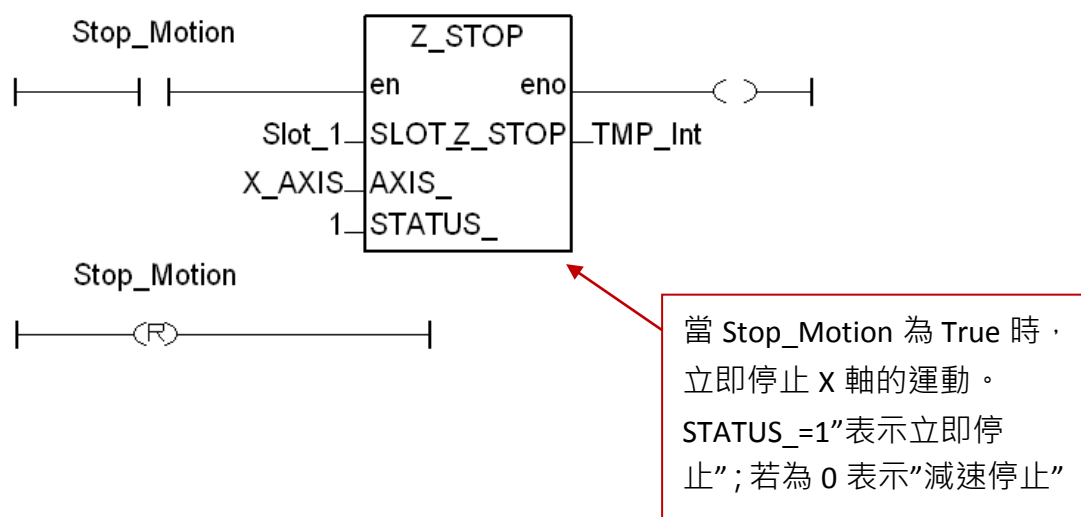 Stop_Motion
Z_STOP
en eno
Slot_1 SLOT_Z_STOP TMP_Int
X_AXIS AXIS_
1 STATUS_
Stop_Motion
R
當 Stop_Motion 為 True 時，
立即停止 X 軸的運動。
STATUS_=1”表示立即停
止”; 若為 0 表示”減速停止”